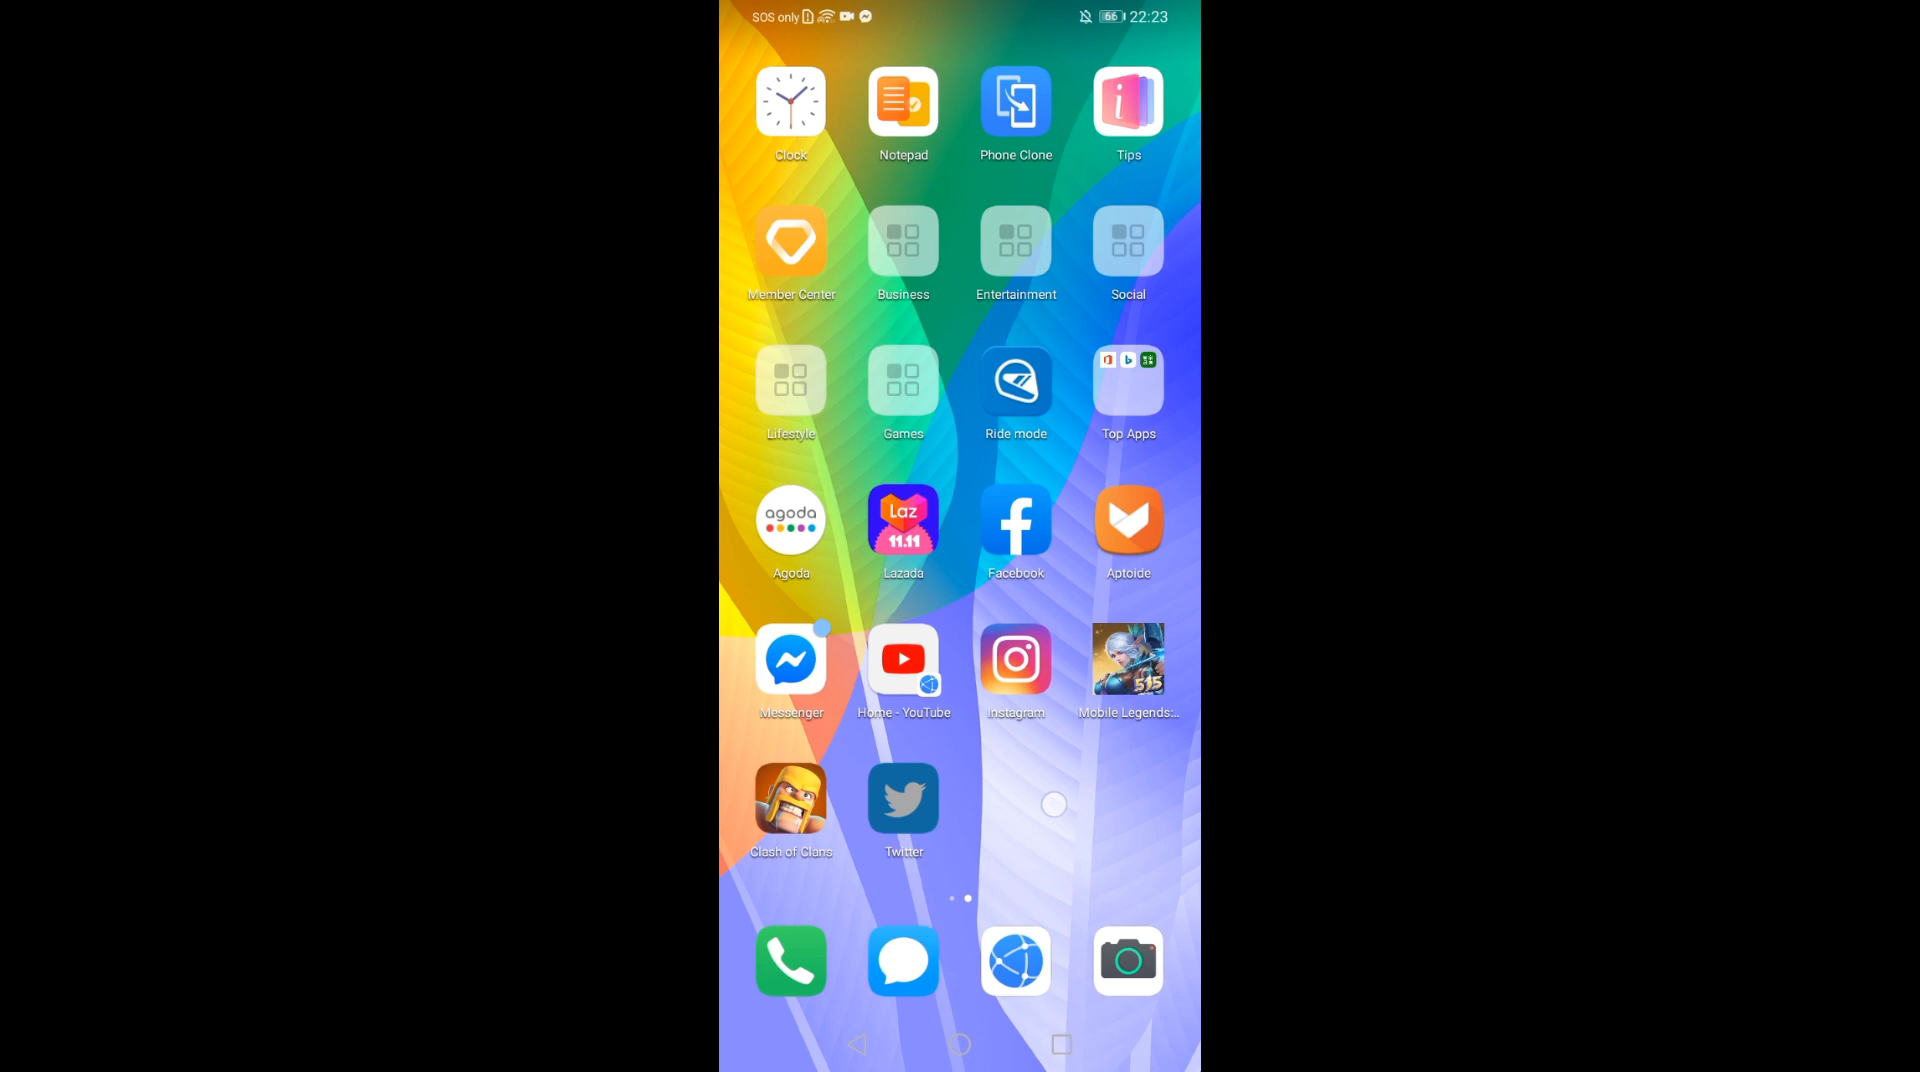 SOS only 66 22:23
Clock Notepad Phone Clone Tips
Member Center Business Entertainment Social
Lifestyle Games Ride mode Top Apps
agoda Laz
11.11
Agoda Lazada Facebook Aptoide
515
Messenger Home - YouTube Instagram Mobile Legends:...
Clash of Clans Twitter